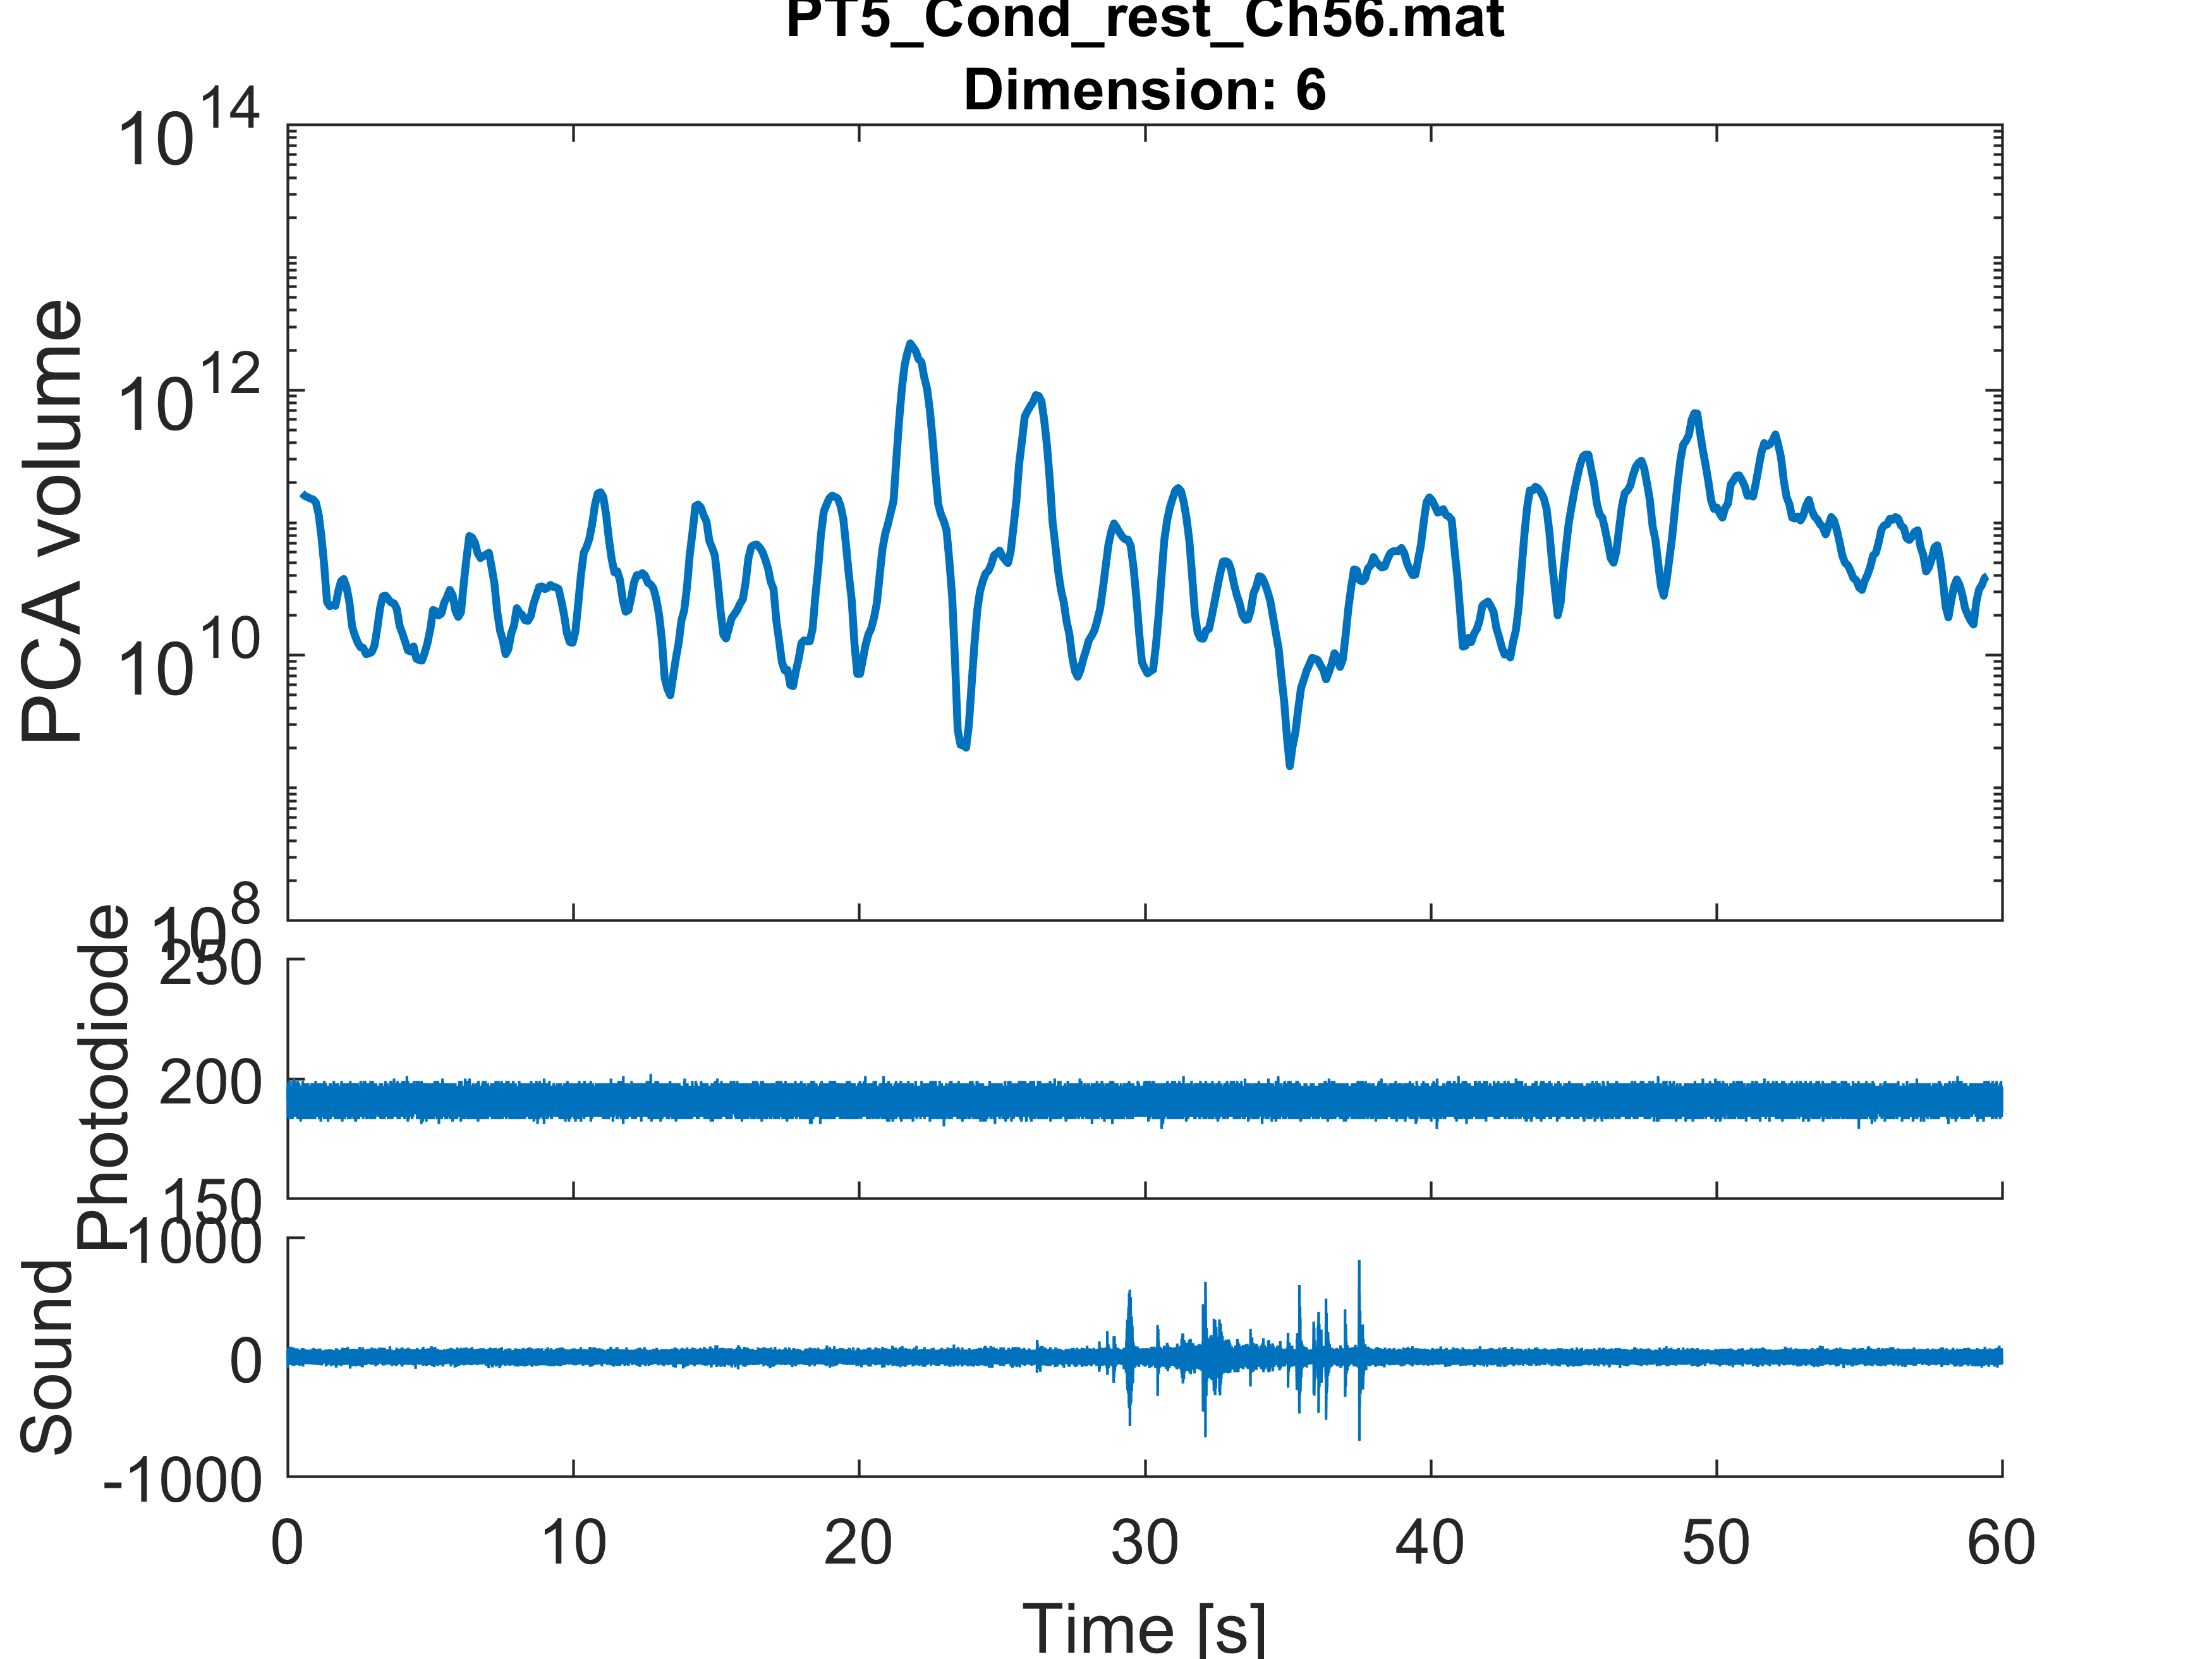 PT5_Cond_rest_Ch56.mat
Dimension: 6
PCA volume
10^14
10^12
10^10
10^8
Photodiode
250
200
150
Sound
1000
0
-1000
0 10 20 30 40 50 60
Time [s]